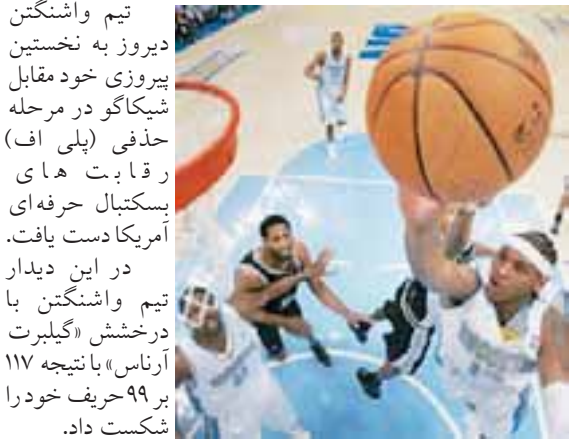 تیم واشنگتن
دیروز به نخستین
پیروزی خود مقابل
شیکاگو در مرحله
حذفی (پلی اف)
رقابت های
بسکتبال حرفه ای
آمریکا دست یافت.
در این دیدار
تیم واشنگتن با
درخشش «گیلبرت
آرناس» با نتیجه ۱۱۷
بر ۹۹ حریف خود را
شکست داد.